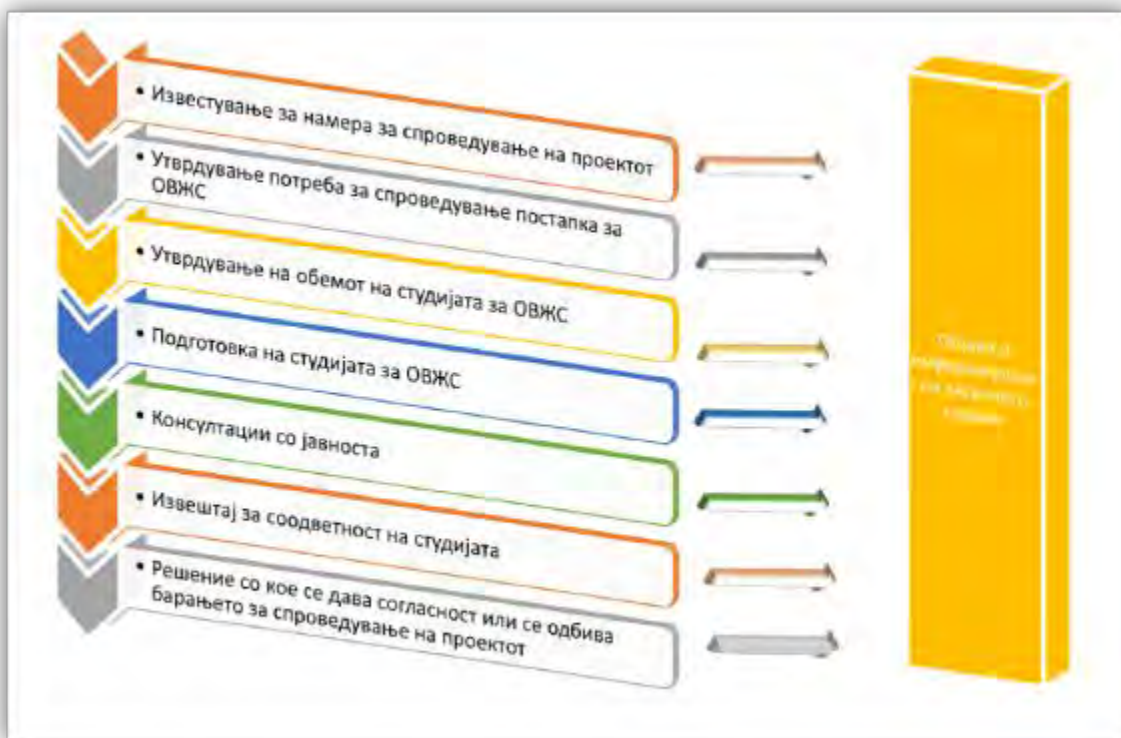 • Известување за намера за спроведување на проектот
• Утврдување потреба за спроведување постапка за
ОВЖС
• Утврдување на обемот на студијата за ОВЖС
• Подготовка на студијата за ОВЖС
• Консултации со јавноста
• Извештај за соодветност на студијата
• Решение со кое се дава согласност или се одбива
барањето за спроведување на проектот